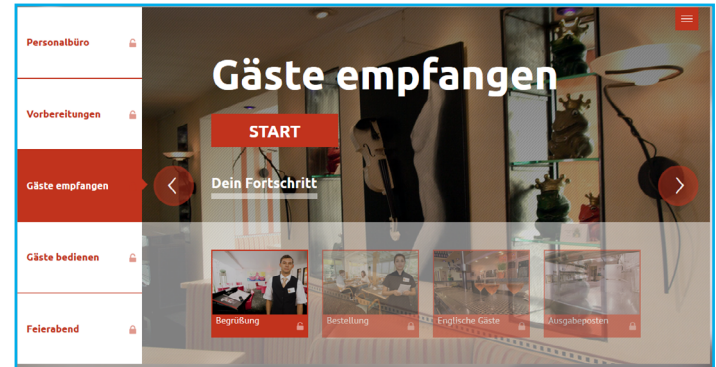 Personalbüro
Vorbereitungen
Gäste empfangen
Gäste bedienen
Feierabend
Gäste empfangen
START
Dein Fortschritt
Begrüßung
Bestellung
Englische Gäste
Ausgabeposten